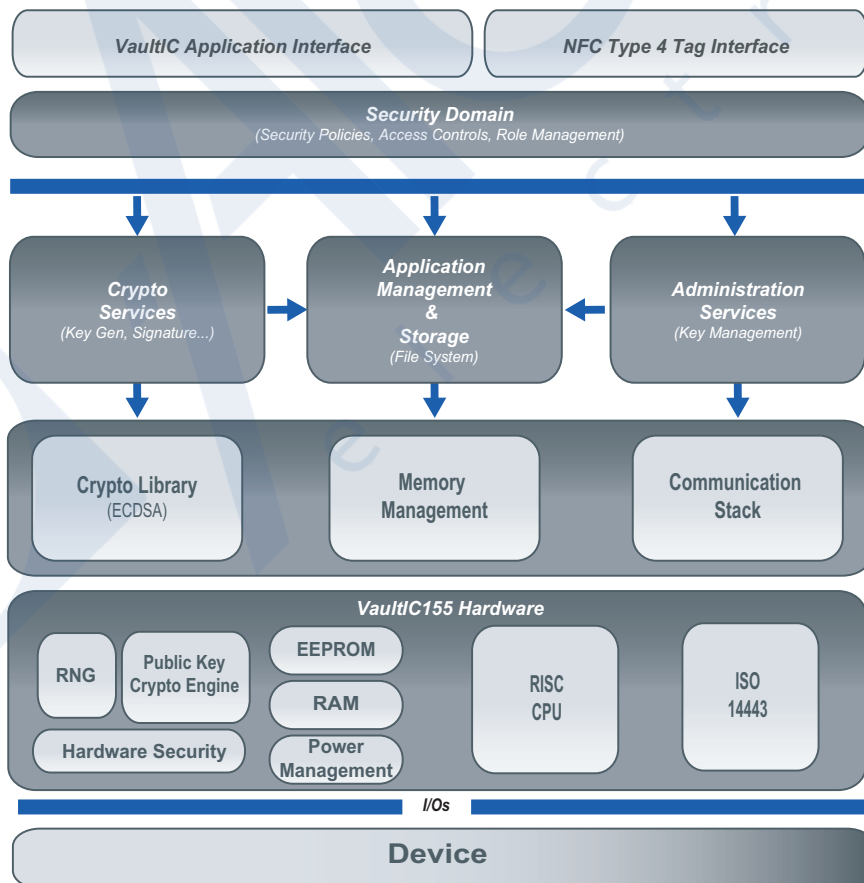 VaultIC Application Interface
NFC Type 4 Tag Interface
Security Domain
(Security Policies, Access Controls, Role Management)
Crypto
Services
(Key Gen, Signature...)
Application
Management
&
Storage
(File System)
Administration
Services
(Key Management)
Crypto Library
(ECDSA)
Memory
Management
Communication
Stack
VaultIC155 Hardware
RNG
Public Key
Crypto Engine
Hardware Security
EEPROM
RAM
Power
Management
RISC
CPU
ISO
14443
I/Os
Device